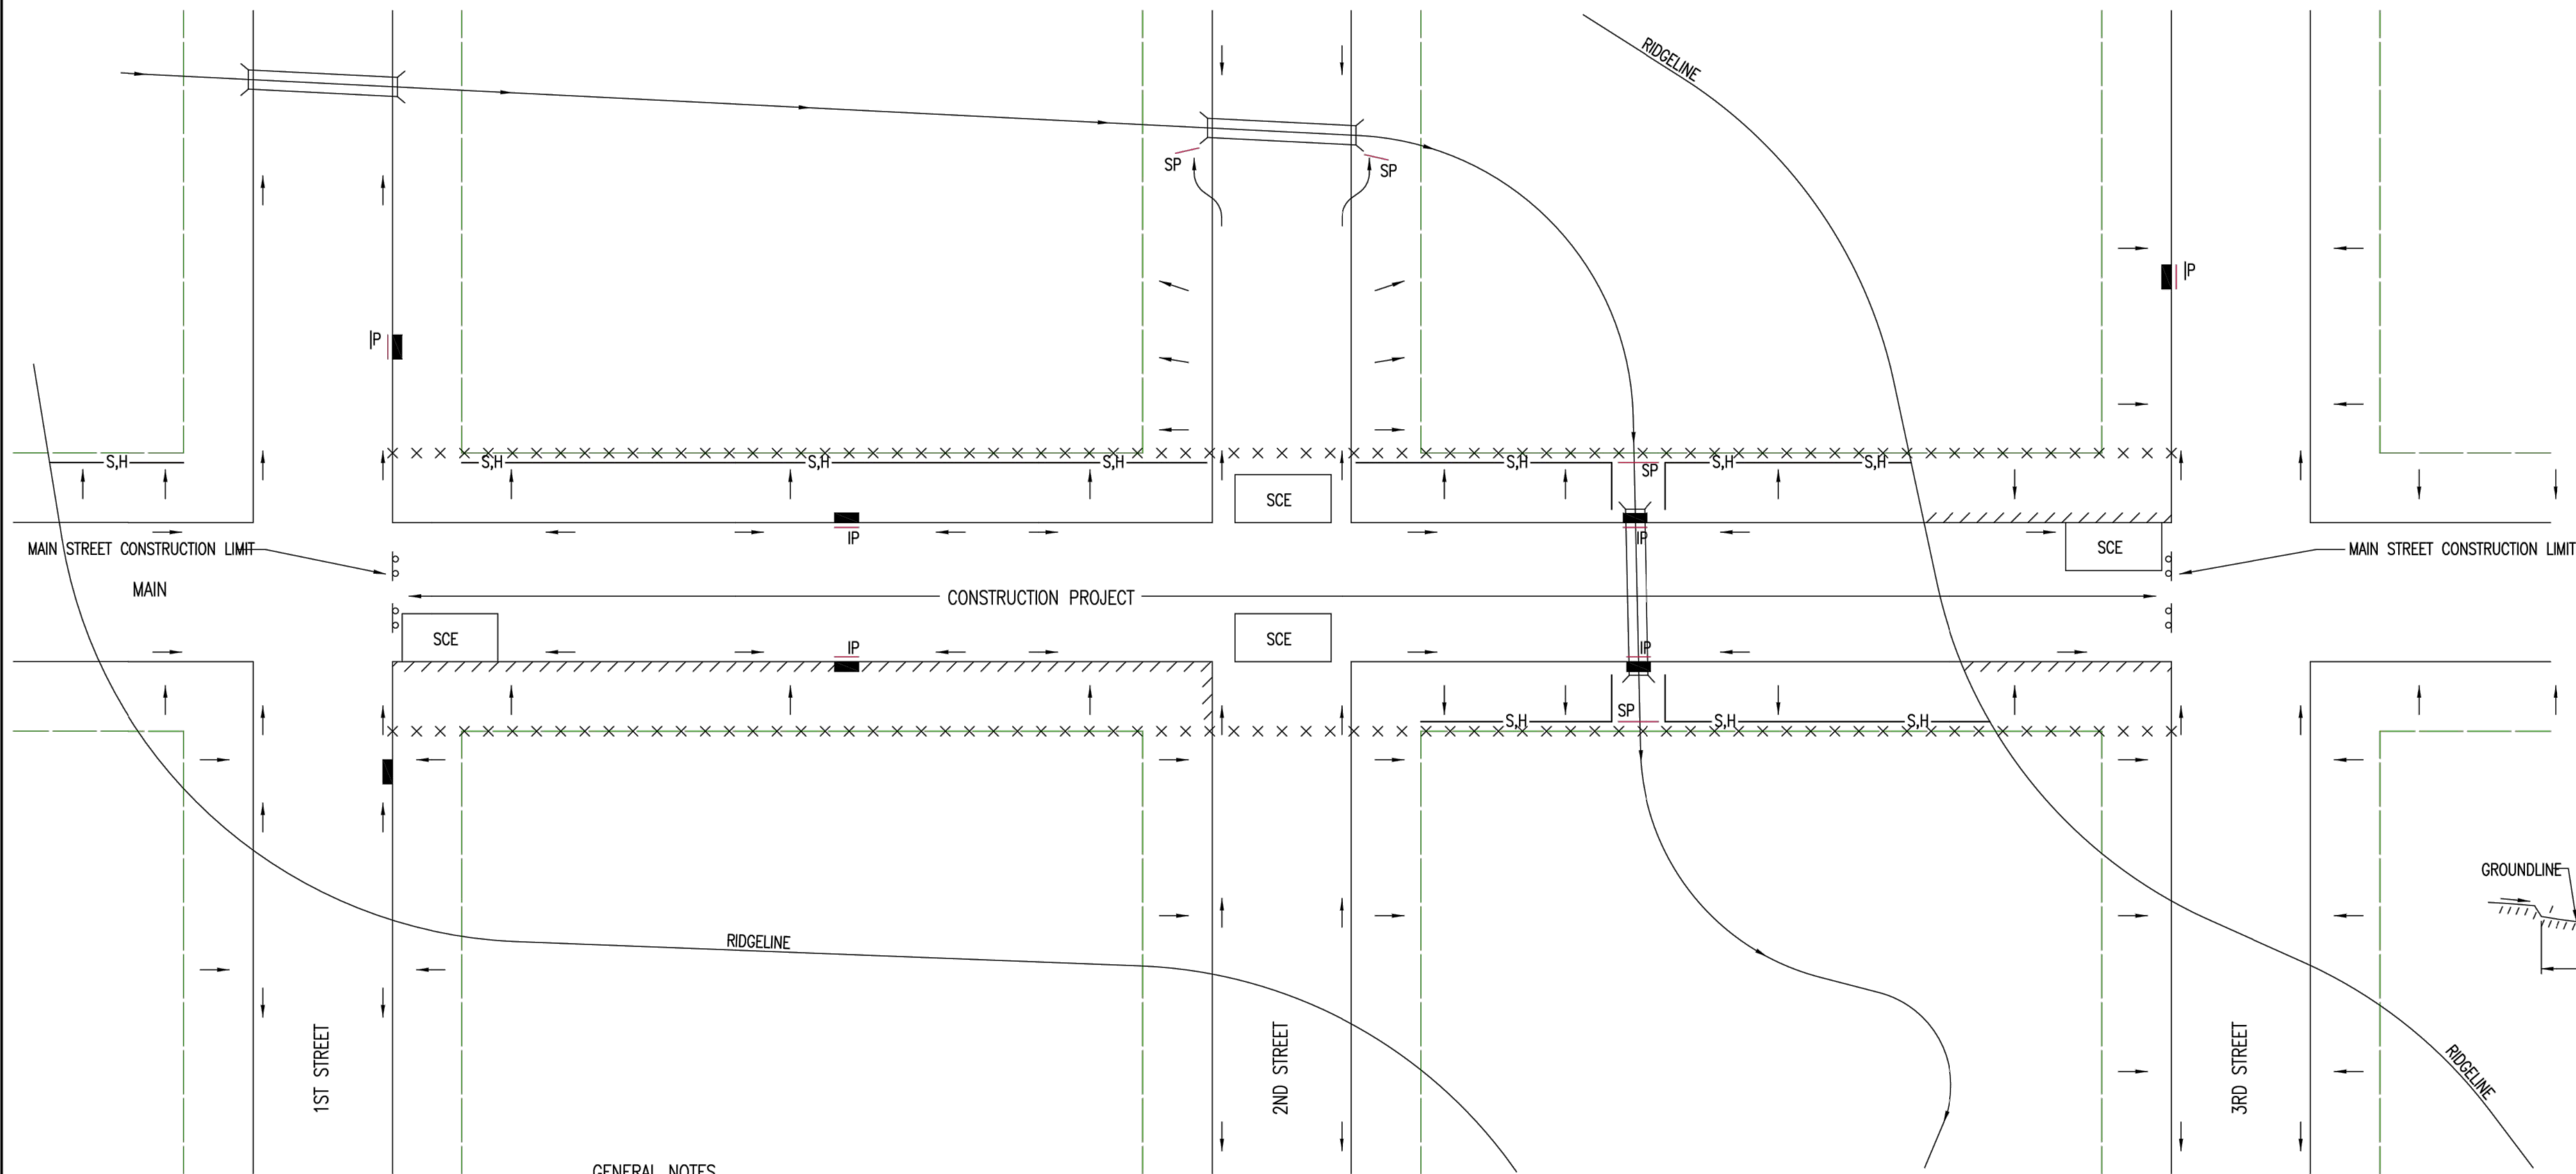 RIDGELINE
SP
SP
IP
IP
S,H
S,H
S,H
S,H
S,H
S,H
S,H
SP
SCE
IP
IP
SCE
MAIN STREET CONSTRUCTION LIMIT
MAIN STREET CONSTRUCTION LIMIT
MAIN
CONSTRUCTION PROJECT
SCE
SCE
IP
IP
SP
S,H
S,H
S,H
GROUNDLINE
RIDGELINE
1ST STREET
2ND STREET
3RD STREET
RIDGELINE
GENERAL NOTES